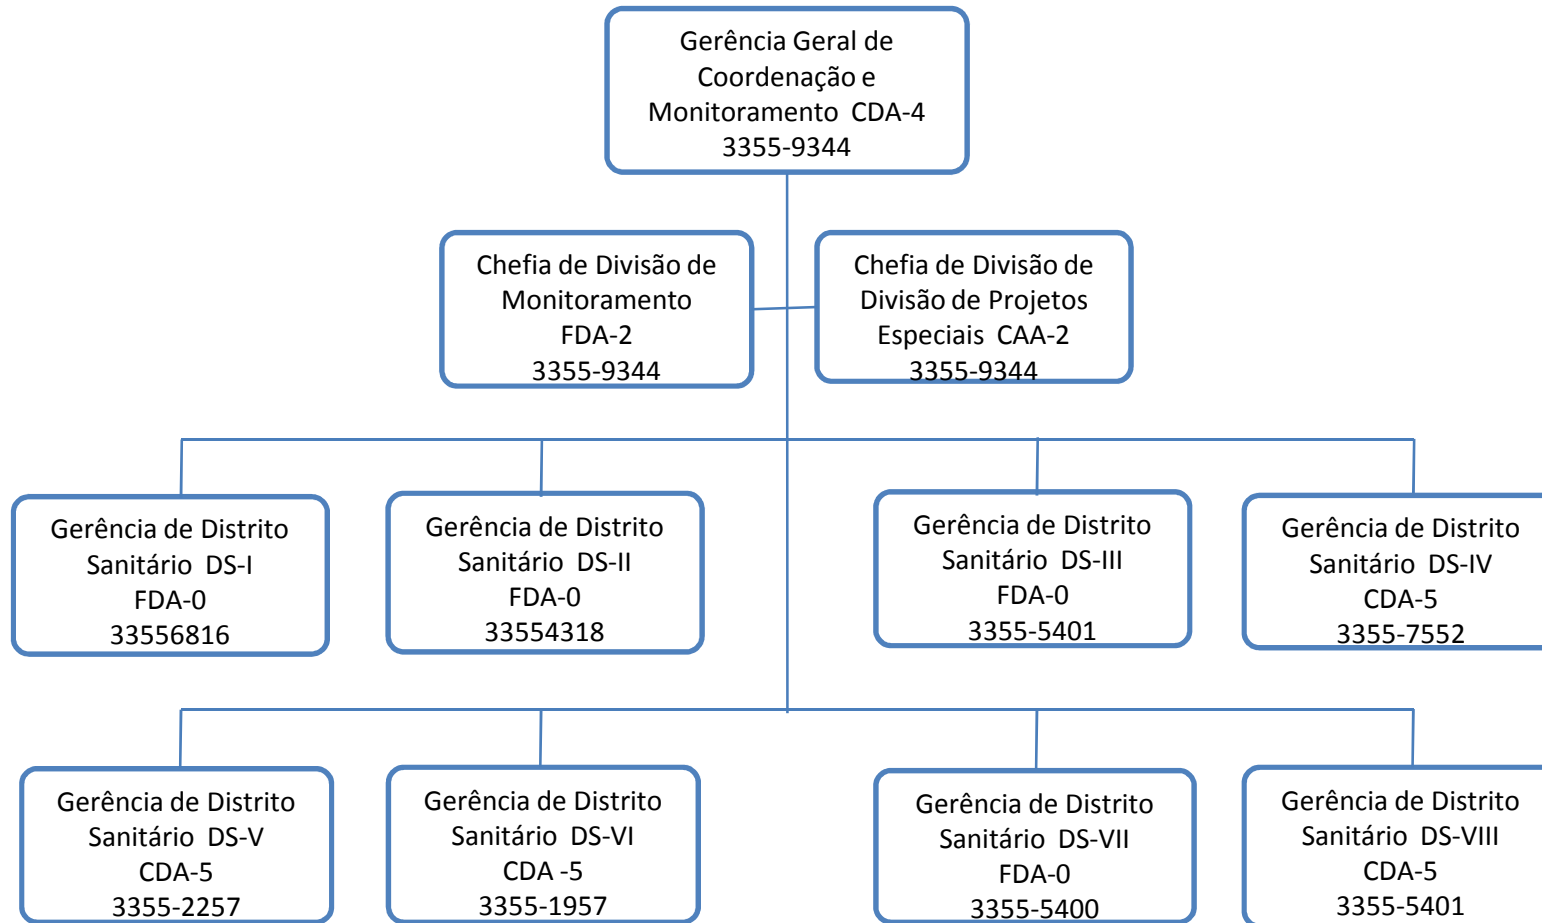 Gerência Geral de
Coordenação e
Monitoramento CDA-4
3355-9344
Chefia de Divisão de
Monitoramento
FDA-2
3355-9344
Chefia de Divisão de
Divisão de Projetos
Especiais CAA-2
3355-9344
Gerência de Distrito
Sanitário DS-I
FDA-0
33556816
Gerência de Distrito
Sanitário DS-II
FDA-0
33554318
Gerência de Distrito
Sanitário DS-III
FDA-0
3355-5401
Gerência de Distrito
Sanitário DS-IV
CDA-5
3355-7552
Gerência de Distrito
Sanitário DS-V
CDA-5
3355-2257
Gerência de Distrito
Sanitário DS-VI
CDA -5
3355-1957
Gerência de Distrito
Sanitário DS-VII
FDA-0
3355-5400
Gerência de Distrito
Sanitário DS-VIII
CDA-5
3355-5401